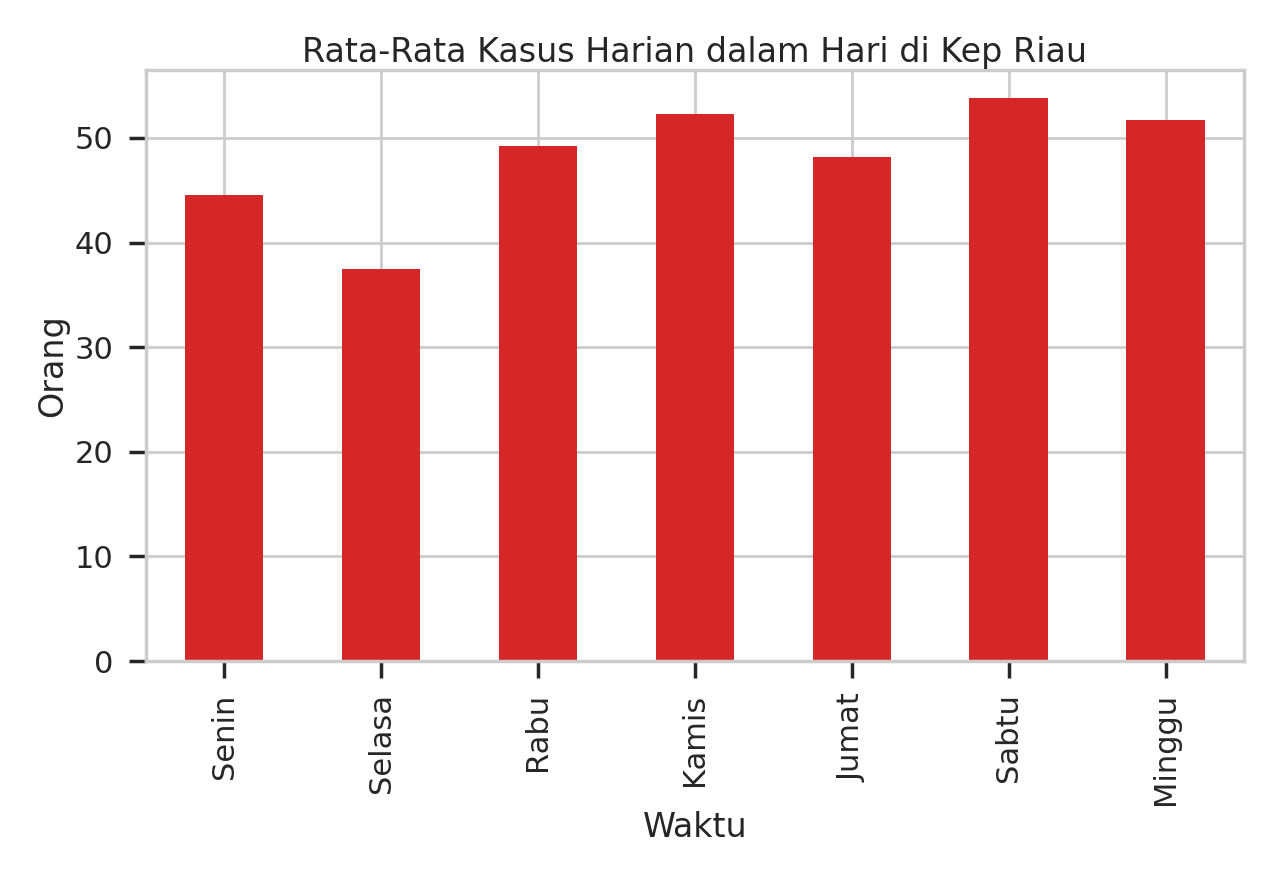 Rata-Rata Kasus Harian dalam Hari di Kep Riau
Orang
50
40
30
20
10
0
Senin
Selasa
Rabu
Kamis
Jumat
Sabtu
Minggu
Waktu